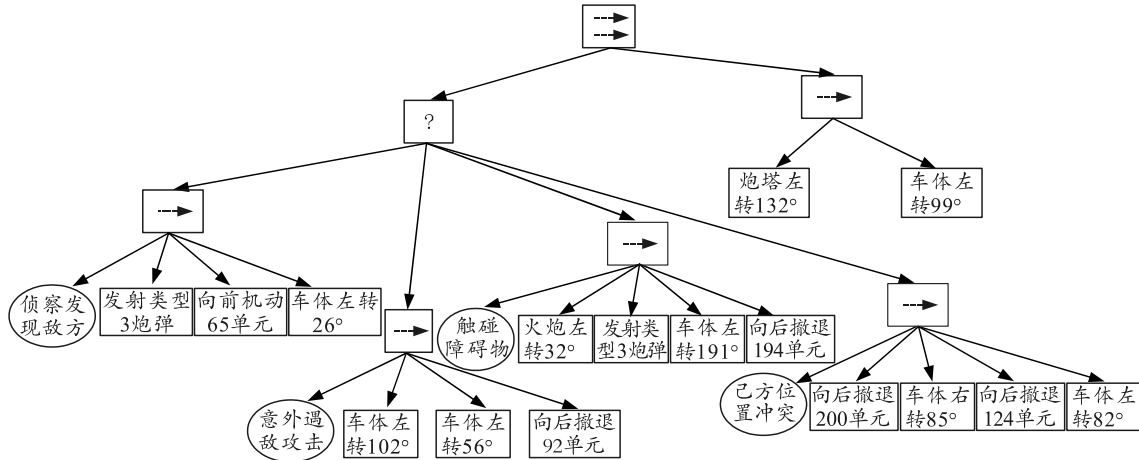 ?
炮塔左
转132°
车体左
转99°
侦察发
现敌方
发射类型
3炮弹
向前机动
65单元
车体左转
26°
意外遇
敌攻击
车体左
转102°
车体左
转56°
向后撤退
92单元
触碰
障碍物
火炮左
转32°
发射类
型3炮弹
车体左
转191°
向后撤退
194单元
己方位
置冲突
向后撤退
200单元
车体右
转85°
向后撤退
124单元
车体左
转82°